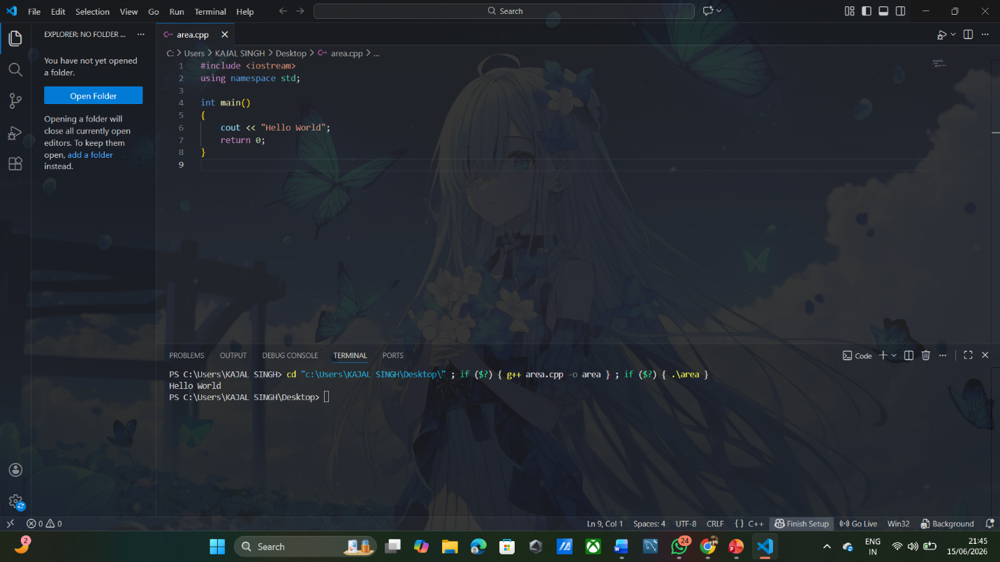 File Edit Selection View Go Run Terminal Help
Search
EXPLORER: NO FOLDER ...
You have not yet opened
a folder.
Open Folder
Opening a folder will
close all currently open
editors. To keep them
open, add a folder
instead.
area.cpp
C: > Users > KAJAL SINGH > Desktop > area.cpp > ...
1 #include <iostream>
2 using namespace std;
3
4 int main()
5 {
6 cout << "Hello World";
7 return 0;
8 }
9
PROBLEMS OUTPUT DEBUG CONSOLE TERMINAL PORTS
Code
PS C:\Users\KAJAL SINGH> cd "c:\Users\KAJAL SINGH\Desktop\" ; if ($?) { g++ area.cpp -o area } ; if ($?) { .\area }
Hello World
PS C:\Users\KAJAL SINGH\Desktop>
0 0
Ln 9, Col 1 Spaces: 4 UTF-8 CRLF {} C++ Finish Setup Go Live Win32 Background
2
Search
24
ENG
IN
21:45
15/06/2026